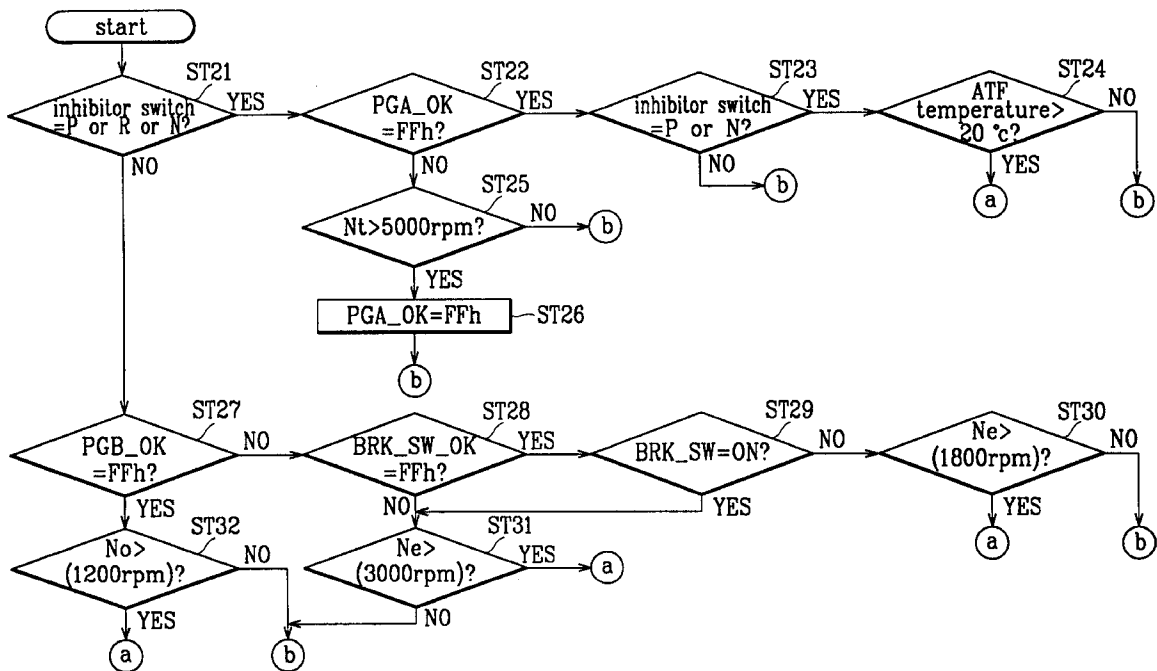 start
ST21
inhibitor switch
=P or R or N?
YES
NO
ST22
PGA_OK
=FFh?
YES
NO
ST23
inhibitor switch
=P or N?
YES
NO
b
ST24
ATF
temperature>
20 °c?
NO
YES
a
b
ST25
Nt>5000rpm?
NO
b
YES
PGA_OK=FFh
ST26
b
ST27
PGB_OK
=FFh?
NO
YES
ST28
BRK_SW_OK
=FFh?
YES
NO
ST29
BRK_SW=ON?
NO
YES
ST30
Ne>
(1800rpm)?
NO
YES
a
b
ST32
No>
(1200rpm)?
NO
YES
a
b
ST31
Ne>
(3000rpm)?
YES
a
NO